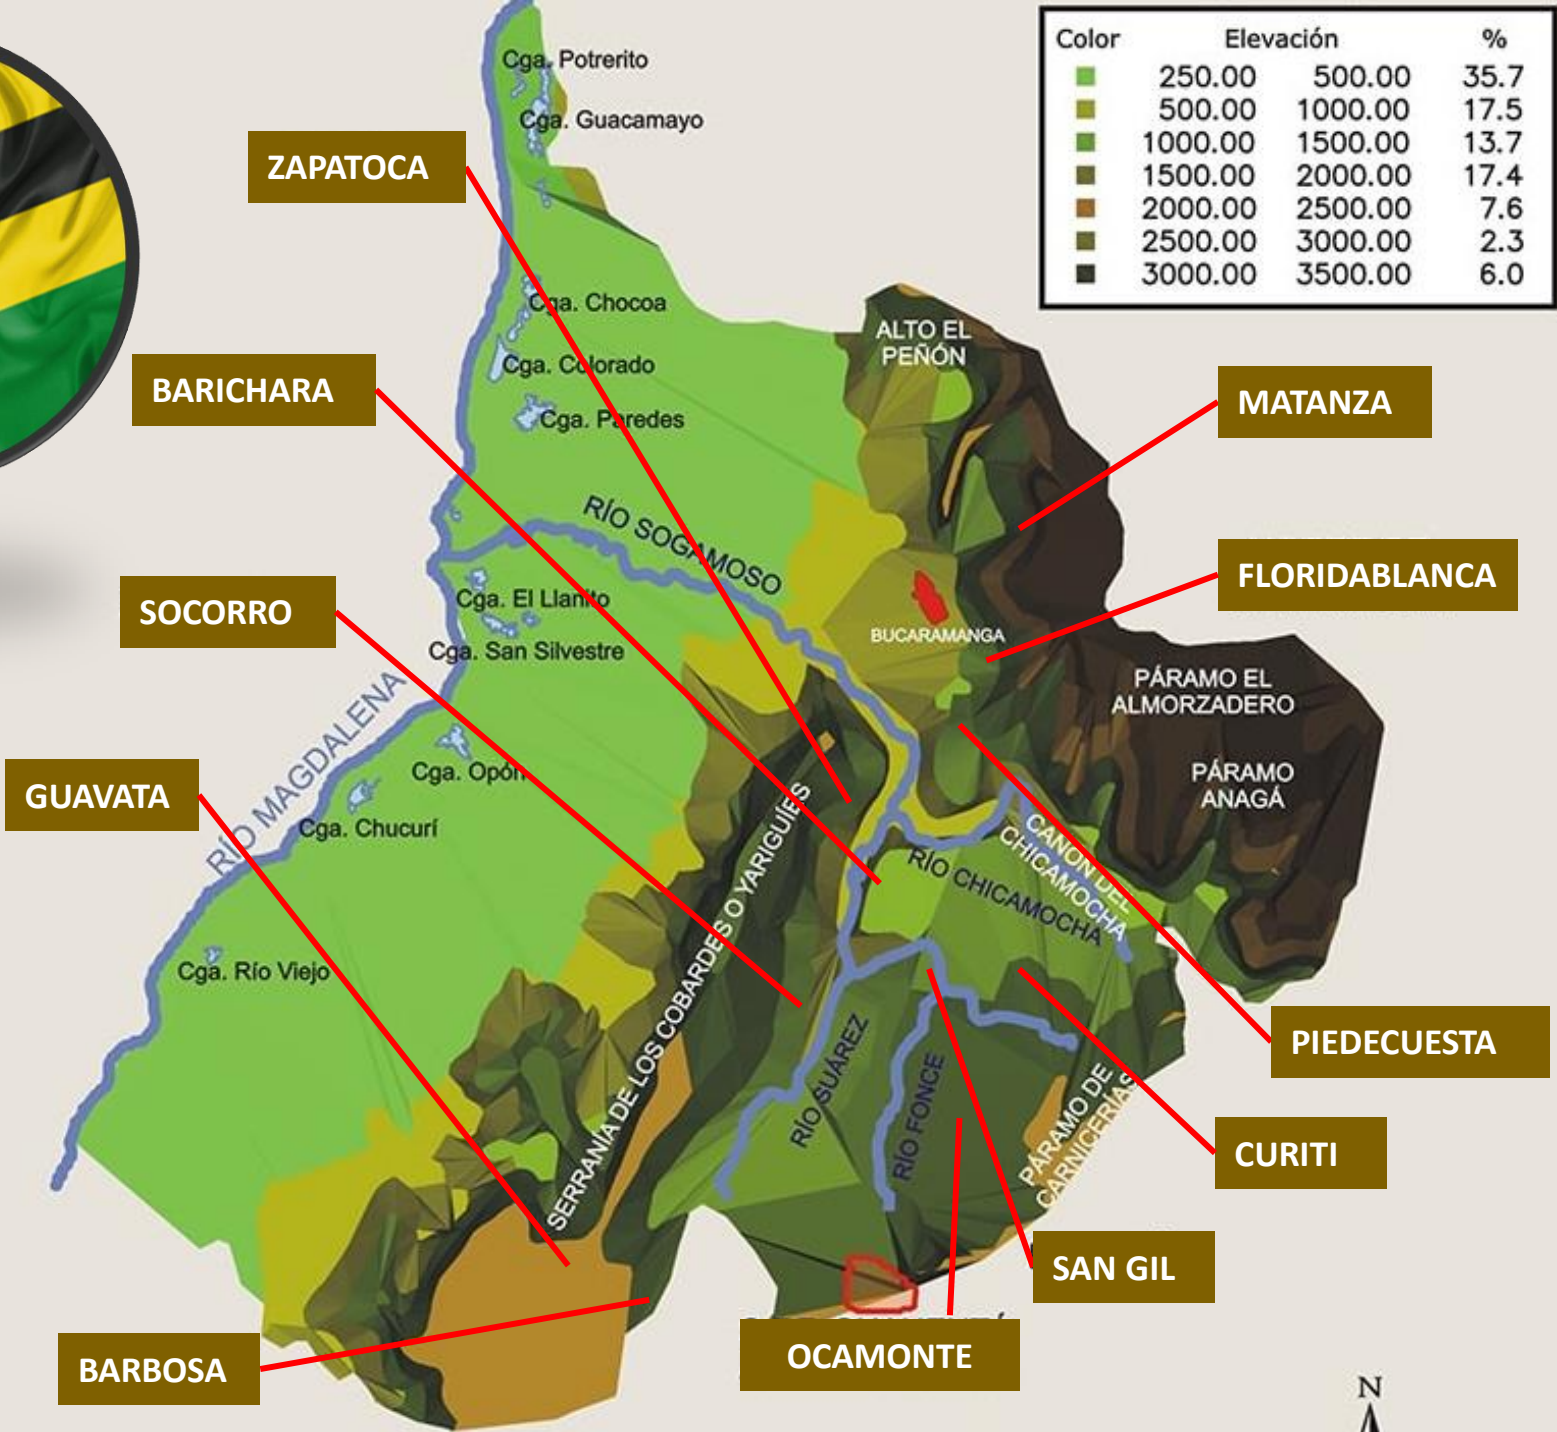 Color Elevación %
250.00 500.00 35.7
500.00 1000.00 17.5
1000.00 1500.00 13.7
1500.00 2000.00 17.4
2000.00 2500.00 7.6
2500.00 3000.00 2.3
3000.00 3500.00 6.0
Cga. Potrerito
Cga. Guacamayo
ZAPATOCA
Cga. Chocoa
ALTO EL
PEÑÓN
Cga. Colorado
BARICHARA
MATANZA
Cga. Paredes
RÍO SOGAMOSO
FLORIDABLANCA
SOCORRO
Cga. El Llanito
BUCARAMANGA
Cga. San Silvestre
PÁRAMO EL
ALMORZADERO
RÍO MAGDALENA
Cga. Opón
PÁRAMO
ANAGÁ
GUAVATA
Cga. Chucurí
CAÑON DEL
CHICAMOCHA
RÍO CHICAMOCHA
SERRANÍA DE LOS COBARDES O YARIGUÍES
Cga. Río Viejo
PIEDECUESTA
RÍO SUÁREZ
RÍO FONCE
PÁRAMO DE
CARNICERÍAS
CURITI
SAN GIL
OCAMONTE
BARBOSA
N